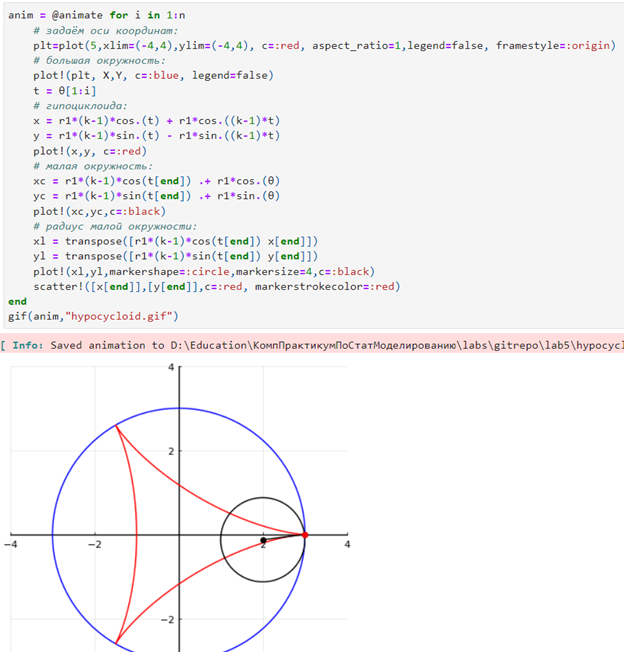 anim = @animate for i in 1:n
# задаём оси координат:
plt=plot(5,xlim=(-4,4),ylim=(-4,4), c=:red, aspect_ratio=1,legend=false, framestyle=:origin)
# большая окружность:
plot!(plt, X,Y, c=:blue, legend=false)
t = θ[1:i]
# гипоциклоида:
x = r1*(k-1)*cos.(t) + r1*cos.((k-1)*t)
y = r1*(k-1)*sin.(t) - r1*sin.((k-1)*t)
plot!(x,y, c=:red)
# малая окружность:
xc = r1*(k-1)*cos(t[end]) .+ r1*cos.(θ)
yc = r1*(k-1)*sin(t[end]) .+ r1*sin.(θ)
plot!(xc,yc,c=:black)
# радиус малой окружности:
xl = transpose([r1*(k-1)*cos(t[end]) x[end]])
yl = transpose([r1*(k-1)*sin(t[end]) y[end]])
plot!(xl,yl,markershape=:circle,markersize=4,c=:black)
scatter!([x[end]],[y[end]],c=:red, markerstrokecolor=:red)
end
gif(anim,"hypocycloid.gif")
[ Info: Saved animation to D:\Education\КомпПрактикумПоСтатМоделированию\labs\gitrepo\lab5\hypocycl
4
2
−4 −2 2 4
−2